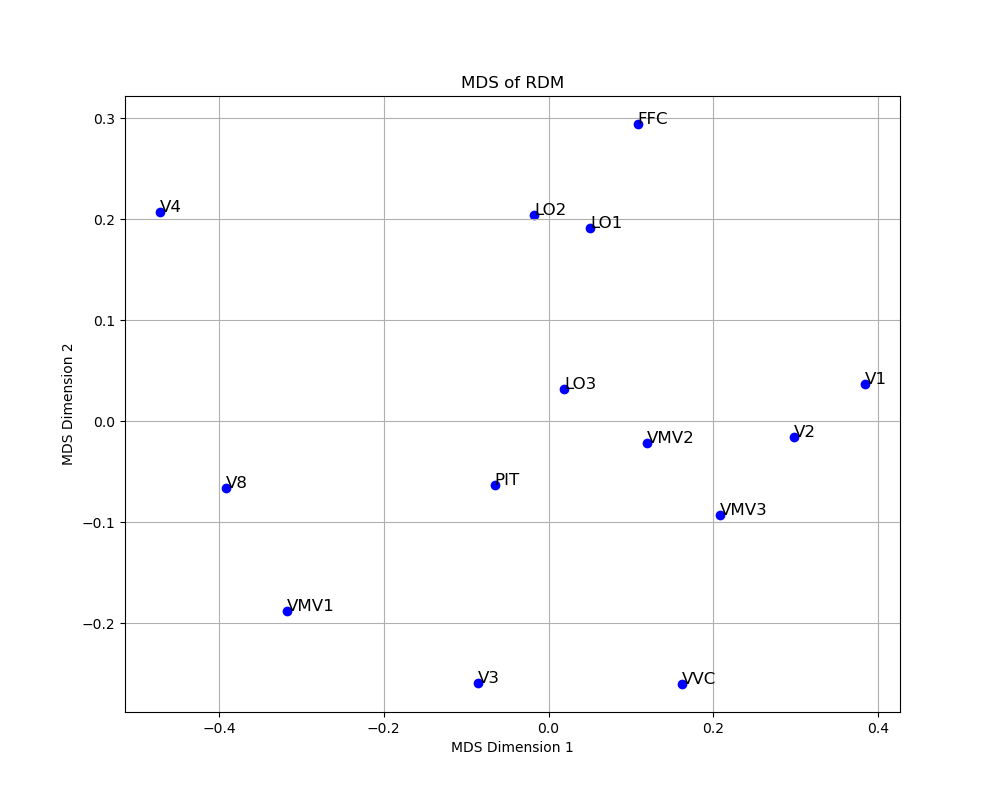 MDS of RDM
0.3
0.2
0.1
0.0
−0.1
−0.2
MDS Dimension 2
FFC
V4
LO2
LO1
LO3
V1
V2
VMV2
PIT
V8
VMV3
VMV1
V3
VVC
−0.4
−0.2
0.0
0.2
0.4
MDS Dimension 1